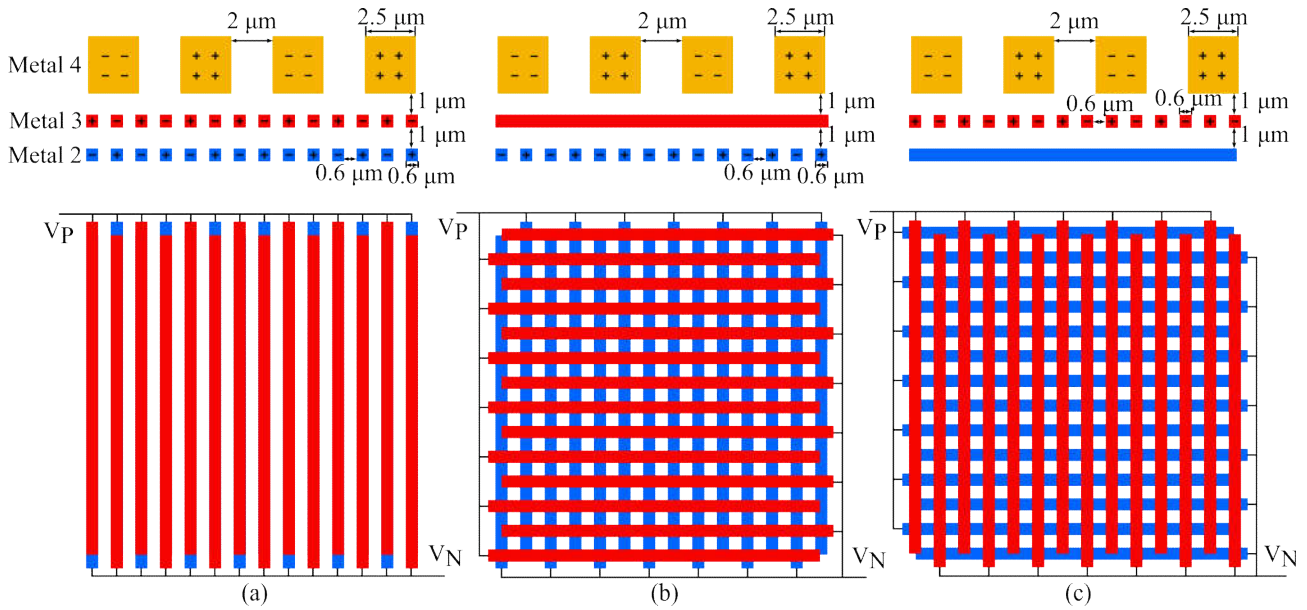 2 μm 2.5 μm 2 μm 2.5 μm 2 μm 2.5 μm
Metal 4
1 μm 1 μm 0.6 μm 0.6 μm 1 μm
Metal 3
1 μm 1 μm 1 μm
Metal 2
0.6 μm 0.6 μm 0.6 μm 0.6 μm
VP VP VP
VN VN VN
(a) (b) (c)